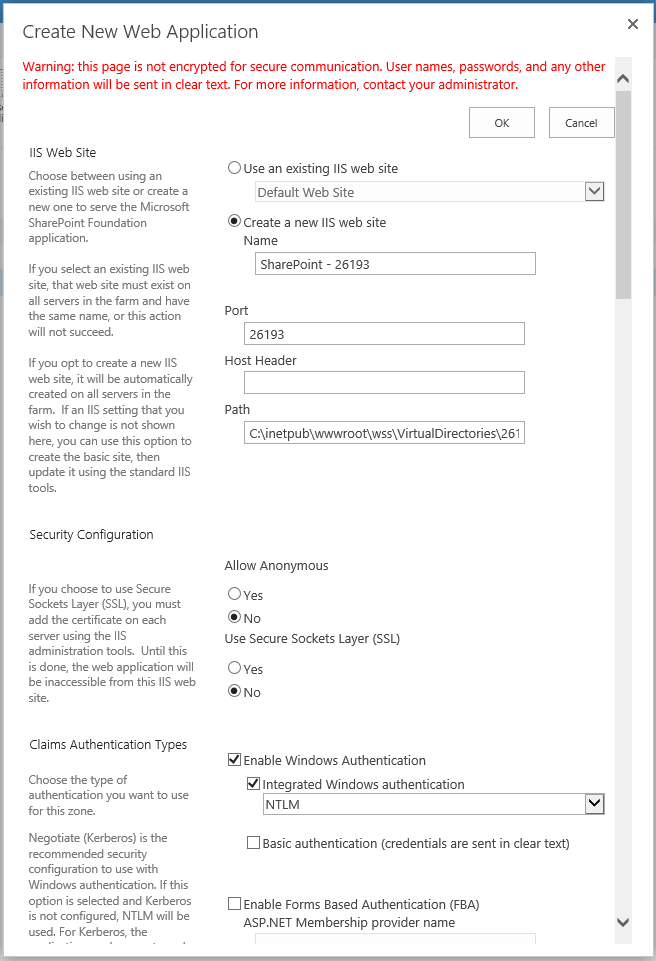 Create New Web Application
Warning: this page is not encrypted for secure communication. User names, passwords, and any other
information will be sent in clear text. For more information, contact your administrator.
OK
Cancel
IIS Web Site
Choose between using an
existing IIS web site or create a
new one to serve the Microsoft
SharePoint Foundation
application.
If you select an existing IIS web
site, that web site must exist on
all servers in the farm and have
the same name, or this action
will not succeed.
If you opt to create a new IIS
web site, it will be automatically
created on all servers in the
farm.  If an IIS setting that you
wish to change is not shown
here, you can use this option to
create the basic site, then
update it using the standard IIS
tools.
Use an existing IIS web site
Default Web Site
Create a new IIS web site
Name
SharePoint - 26193
Port
26193
Host Header
Path
C:\inetpub\wwwroot\wss\VirtualDirectories\261
Security Configuration
If you choose to use Secure
Sockets Layer (SSL), you must
add the certificate on each
server using the IIS
administration tools.  Until this
is done, the web application will
be inaccessible from this IIS web
site.
Allow Anonymous
Yes
No
Use Secure Sockets Layer (SSL)
Yes
No
Claims Authentication Types
Choose the type of
authentication you want to use
for this zone.
Negotiate (Kerberos) is the
recommended security
configuration to use with
Windows authentication. If this
option is selected and Kerberos
is not configured, NTLM will be
used. For Kerberos, the
Enable Windows Authentication
Integrated Windows authentication
NTLM
Basic authentication (credentials are sent in clear text)
Enable Forms Based Authentication (FBA)
ASP.NET Membership provider name